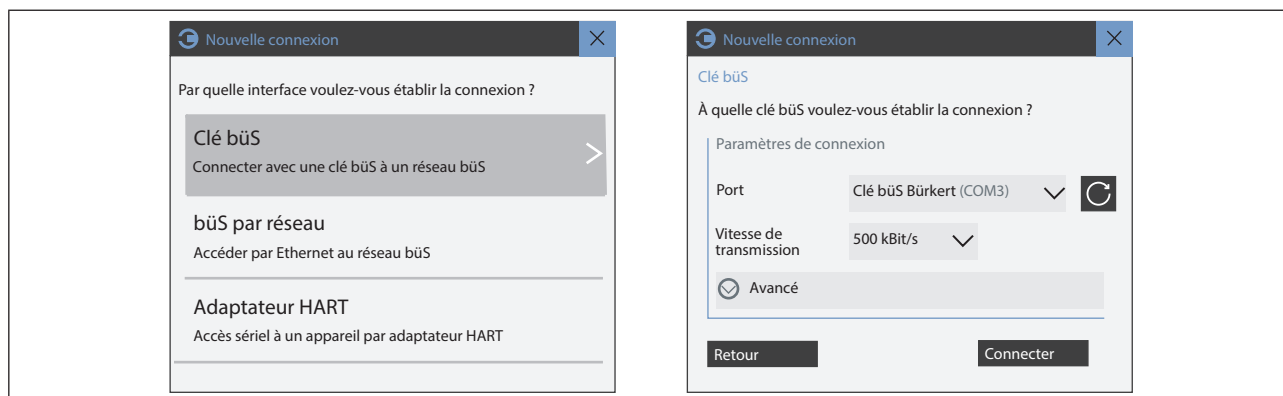 Nouvelle connexion
Par quelle interface voulez-vous établir la connexion ?
Clé büS
Connecter avec une clé büS à un réseau büS
büS par réseau
Accéder par Ethernet au réseau büS
Adaptateur HART
Accès sériel à un appareil par adaptateur HART
Nouvelle connexion
Clé büS
À quelle clé büS voulez-vous établir la connexion ?
Paramètres de connexion
Port
Clé büS Bürkert (COM3)
Vitesse de
transmission
500 kBit/s
Avancé
Retour
Connecter